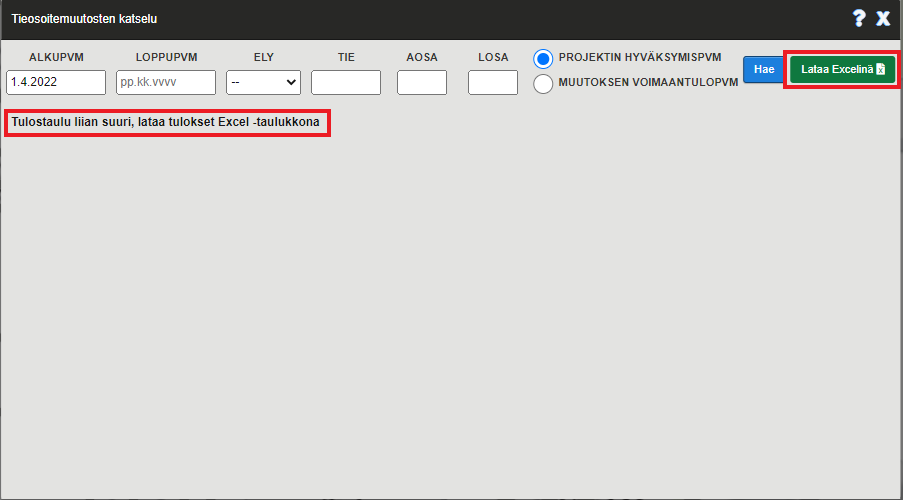 Tieosoitemuutosten katselu ? X
ALKUPVM LOPPUPVM ELY TIE AOSA LOSA PROJEKTIN HYVÄKSYMISPVM
1.4.2022 pp.kk.vvvv -- MUUTOKSEN VOIMAANTULOPVM Hae Lataa Excelinä
Tulostaulu liian suuri, lataa tulokset Excel -taulukkona